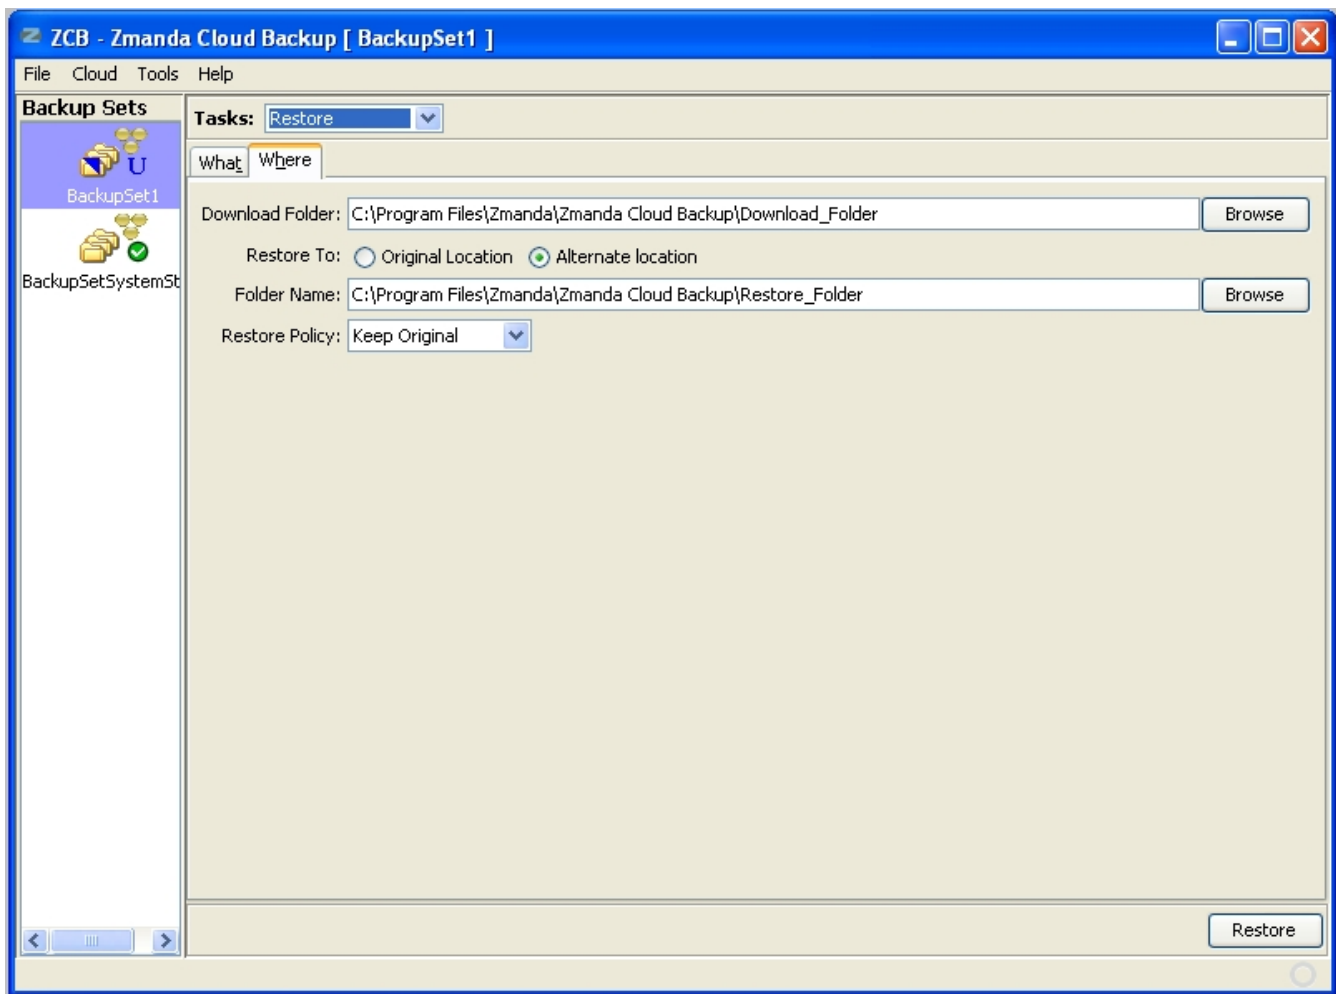 ZCB - Zmanda Cloud Backup [ BackupSet1 ]
File Cloud Tools Help
Backup Sets
U
BackupSet1
BackupSetSystemSt
Tasks: Restore
What Where
Download Folder: C:\Program Files\Zmanda\Zmanda Cloud Backup\Download_Folder Browse
Restore To: Original Location Alternate location
Folder Name: C:\Program Files\Zmanda\Zmanda Cloud Backup\Restore_Folder Browse
Restore Policy: Keep Original
Restore